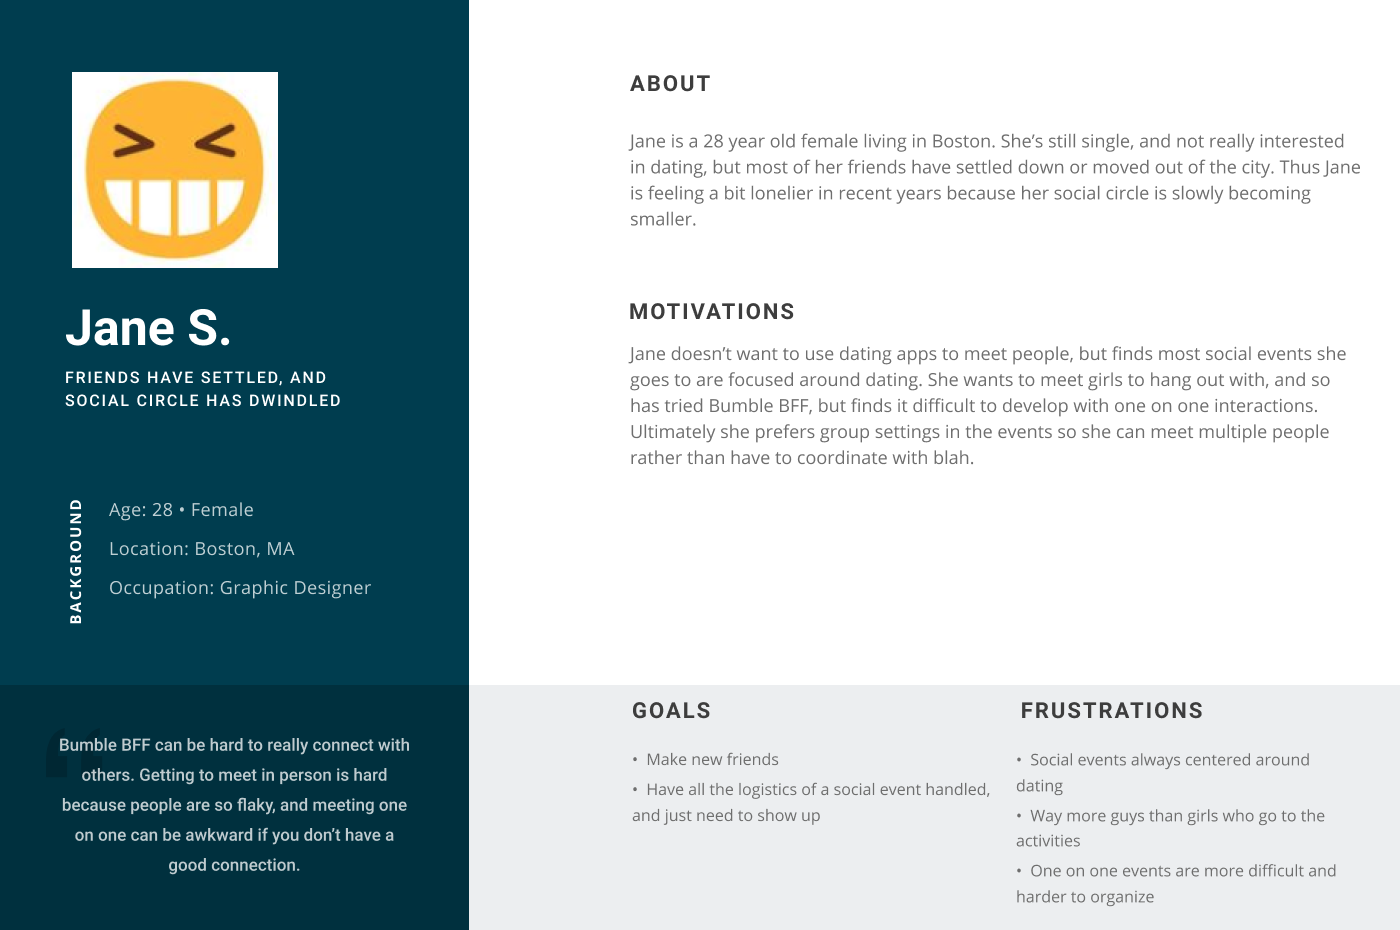 Jane S.
FRIENDS HAVE SETTLED, AND
SOCIAL CIRCLE HAS DWINDLED
BACKGROUND
Age: 28 • Female
Location: Boston, MA
Occupation: Graphic Designer
“
Bumble BFF can be hard to really connect with
others. Getting to meet in person is hard
because people are so flaky, and meeting one
on one can be awkward if you don’t have a
good connection.
ABOUT
Jane is a 28 year old female living in Boston. She’s still single, and not really interested
in dating, but most of her friends have settled down or moved out of the city. Thus Jane
is feeling a bit lonelier in recent years because her social circle is slowly becoming
smaller.
MOTIVATIONS
Jane doesn’t want to use dating apps to meet people, but finds most social events she
goes to are focused around dating. She wants to meet girls to hang out with, and so
has tried Bumble BFF, but finds it difficult to develop with one on one interactions.
Ultimately she prefers group settings in the events so she can meet multiple people
rather than have to coordinate with blah.
GOALS
• Make new friends
• Have all the logistics of a social event handled,
and just need to show up
FRUSTRATIONS
• Social events always centered around
dating
• Way more guys than girls who go to the
activities
• One on one events are more difficult and
harder to organize